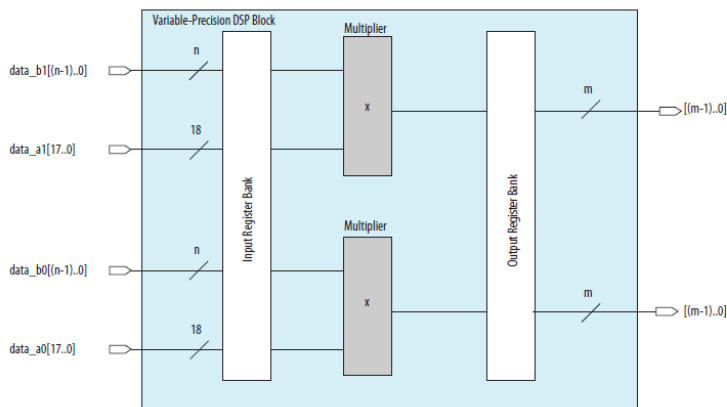 Variable-Precision DSP Block
Multiplier
n
data_b1[(n-1)..0]
m
x
[(m-1)..0]
18
data_a1[17..0]
Input Register Bank
Output Register Bank
Multiplier
n
data_b0[(n-1)..0]
m
x
[(m-1)..0]
18
data_a0[17..0]